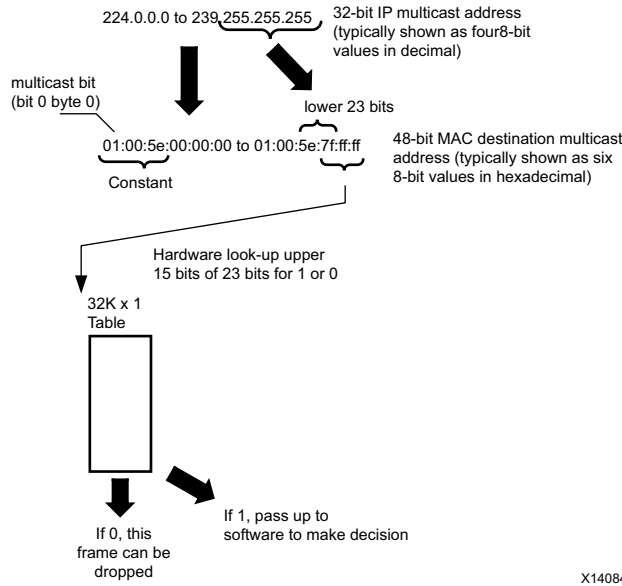 224.0.0.0 to 239.255.255.255
32-bit IP multicast address
(typically shown as four8-bit
values in decimal)
multicast bit
(bit 0 byte 0)
lower 23 bits
01:00:5e:00:00:00 to 01:00:5e:7f:ff:ff
48-bit MAC destination multicast
address (typically shown as six
8-bit values in hexadecimal)
Constant
Hardware look-up upper
15 bits of 23 bits for 1 or 0
32K x 1
Table
If 1, pass up to
software to make decision
If 0, this
frame can be
dropped
X14084